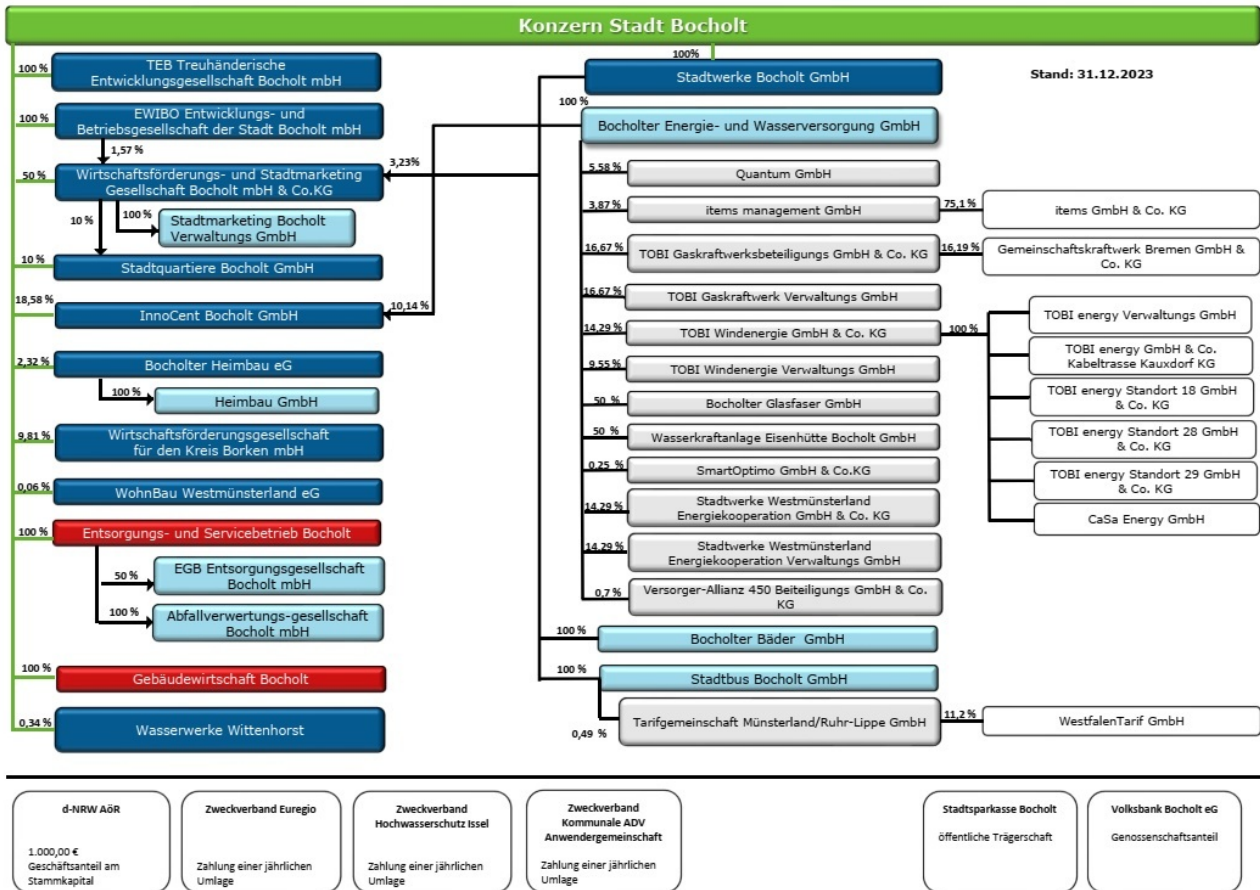 Konzern Stadt Bocholt
Stand: 31.12.2023
100 %
TEB Treuhänderische
Entwicklungsgesellschaft Bocholt mbH
100 %
EWIBO Entwicklungs- und
Betriebsgesellschaft der Stadt Bocholt mbH
1,57 %
50 %
Wirtschaftsförderungs- und Stadtmarketing
Gesellschaft Bocholt mbH & Co.KG
3,23%
10 %
100 %
Stadtmarketing Bocholt
Verwaltungs GmbH
10 %
Stadtquartiere Bocholt GmbH
18,58 %
InnoCent Bocholt GmbH
10,14 %
2,32 %
Bocholter Heimbau eG
100 %
Heimbau GmbH
9,81 %
Wirtschaftsförderungsgesellschaft
für den Kreis Borken mbH
0,06 %
WohnBau Westmünsterland eG
100 %
Entsorgungs- und Servicebetrieb Bocholt
50 %
EGB Entsorgungsgesellschaft
Bocholt mbH
100 %
Abfallverwertungs-gesellschaft
Bocholt mbH
100 %
Gebäudewirtschaft Bocholt
0,34 %
Wasserwerke Wittenhorst
100%
Stadtwerke Bocholt GmbH
100 %
Bocholter Energie- und Wasserversorgung GmbH
5,58 %
Quantum GmbH
3,87 %
items management GmbH
75,1 %
items GmbH & Co. KG
16,67 %
TOBI Gaskraftwerksbeteiligungs GmbH & Co. KG
16,19 %
Gemeinschaftskraftwerk Bremen GmbH &
Co. KG
16,67 %
TOBI Gaskraftwerk Verwaltungs GmbH
14,29 %
TOBI Windenergie GmbH & Co. KG
100 %
TOBI energy Verwaltungs GmbH
TOBI energy GmbH & Co.
Kabeltrasse Kauxdorf KG
TOBI energy Standort 18 GmbH
& Co. KG
TOBI energy Standort 28 GmbH
& Co. KG
TOBI energy Standort 29 GmbH
& Co. KG
CaSa Energy GmbH
9,55 %
TOBI Windenergie Verwaltungs GmbH
50 %
Bocholter Glasfaser GmbH
50 %
Wasserkraftanlage Eisenhütte Bocholt GmbH
0,25 %
SmartOptimo GmbH & Co.KG
14,29 %
Stadtwerke Westmünsterland
Energiekooperation GmbH & Co. KG
14,29 %
Stadtwerke Westmünsterland
Energiekooperation Verwaltungs GmbH
0,7 %
Versorger-Allianz 450 Beiteiligungs GmbH & Co.
KG
100 %
Bocholter Bäder GmbH
100 %
Stadtbus Bocholt GmbH
0,49 %
Tarifgemeinschaft Münsterland/Ruhr-Lippe GmbH
11,2 %
WestfalenTarif GmbH
d-NRW AöR
1.000,00 €
Geschäftsanteil am
Stammkapital
Zweckverband Euregio
Zahlung einer jährlichen
Umlage
Zweckverband
Hochwasserschutz Issel
Zahlung einer jährlichen
Umlage
Zweckverband
Kommunale ADV
Anwendergemeinschaft
Zahlung einer jährlichen
Umlage
Stadtsparkasse Bocholt
öffentliche Trägerschaft
Volksbank Bocholt eG
Genossenschaftsanteil